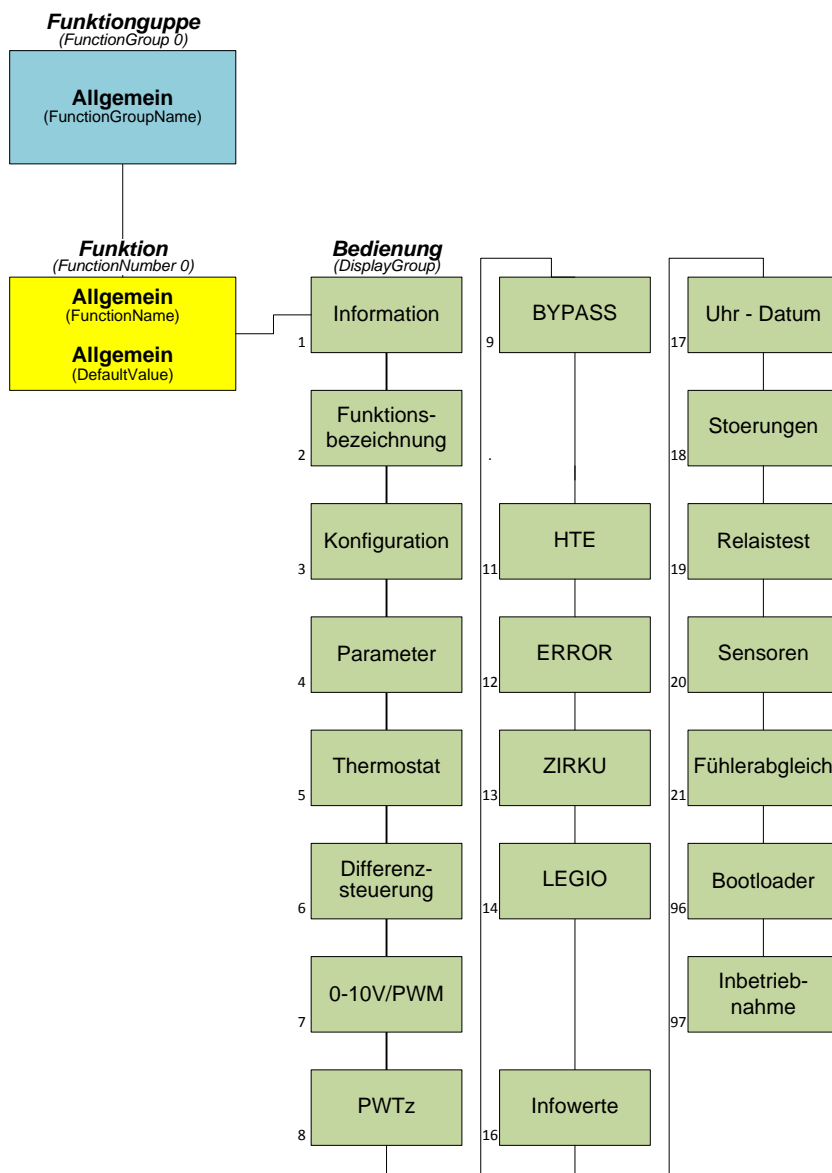 Funktionguppe
(FunctionGroup 0)
Allgemein
(FunctionGroupName)
Funktion
(FunctionNumber 0)
Allgemein
(FunctionName)
Allgemein
(DefaultValue)
Bedienung
(DisplayGroup)
Information
1
Funktions-
bezeichnung
2
Konfiguration
3
Parameter
4
Thermostat
5
Differenz-
steuerung
6
0-10V/PWM
7
PWTz
8
BYPASS
9
.
HTE
11
ERROR
12
ZIRKU
13
LEGIO
14
Infowerte
16
Uhr - Datum
17
Stoerungen
18
Relaistest
19
Sensoren
20
Fühlerabgleich
21
Bootloader
96
Inbetrieb-
nahme
97